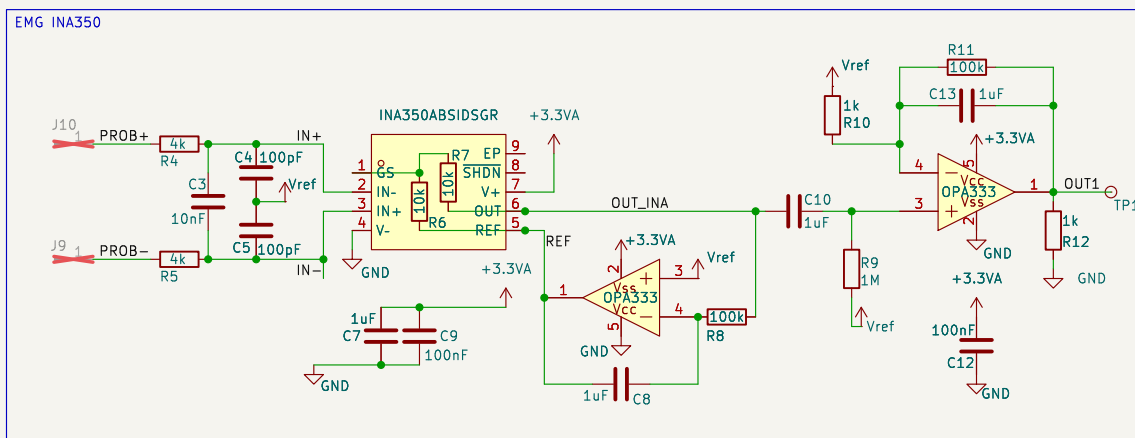 EMG INA350
J10
1
PROB+
4k
R4
IN+
C4
100pF
Vref
C3
10nF
C5
100pF
J9
1
PROB-
4k
R5
IN-
INA350ABSIDSGR
1
GS
2
IN-
3
IN+
4
V-
GND
10k
R6
R7
10k
EP
9
SHDN
8
V+
7
OUT
6
REF
5
+3.3VA
OUT_INA
REF
+3.3VA
1uF
C7
C9
100nF
GND
+3.3VA
2
Vss
OPA333
Vcc
5
GND
1
+
3
Vref
-
4
100k
R8
1uF
C8
C10
1uF
R9
1M
Vref
Vref
1k
R10
R11
100k
C13
1uF
+3.3VA
5
Vcc
OPA333
Vss
2
GND
4
-
3
+
1
OUT1
TP1
1k
R12
GND
+3.3VA
100nF
C12
GND